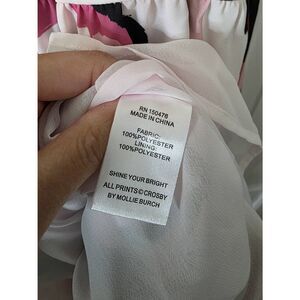 RN 150476
MADE IN CHINA
FABRIC:
100%POLYESTER
LINING:
100%POLYESTER
SHINE YOUR BRIGHT
ALL PRINTS©CROSBY
BY MOLLIE BURCH